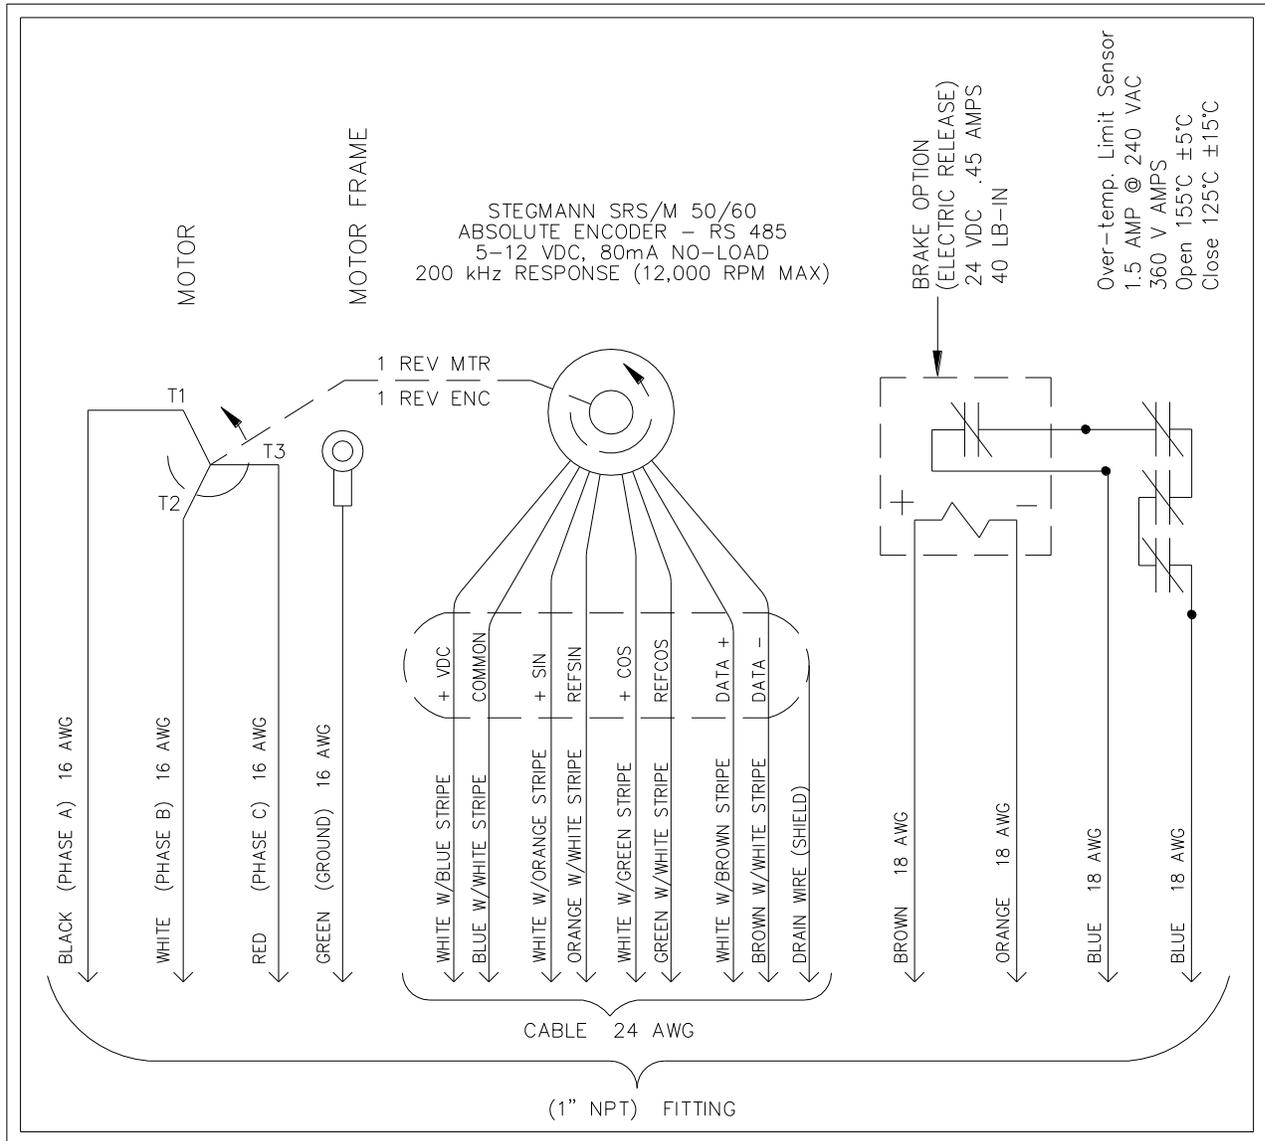 MOTOR
MOTOR FRAME
STEGMANN SRS/M 50/60
ABSOLUTE ENCODER - RS 485
5-12 VDC, 80mA NO-LOAD
200 kHz RESPONSE (12,000 RPM MAX)
BRAKE OPTION
(ELECTRIC RELEASE)
24 VDC .45 AMPS
40 LB-IN
Over-temp. Limit Sensor
1.5 AMP @ 240 VAC
360 V AMPS
Open 155°C ±5°C
Close 125°C ±15°C
1 REV MTR
1 REV ENC
T1
T3
T2
+
-
+ VDC
COMMON
+ SIN
REFSIN
+ COS
REFCOS
DATA +
DATA -
BLACK (PHASE A) 16 AWG
WHITE (PHASE B) 16 AWG
RED (PHASE C) 16 AWG
GREEN (GROUND) 16 AWG
WHITE W/BLUE STRIPE
BLUE W/WHITE STRIPE
WHITE W/ORANGE STRIPE
ORANGE W/WHITE STRIPE
WHITE W/GREEN STRIPE
GREEN W/WHITE STRIPE
WHITE W/BROWN STRIPE
BROWN W/WHITE STRIPE
DRAIN WIRE (SHIELD)
BROWN 18 AWG
ORANGE 18 AWG
BLUE 18 AWG
BLUE 18 AWG
CABLE 24 AWG
(1" NPT) FITTING